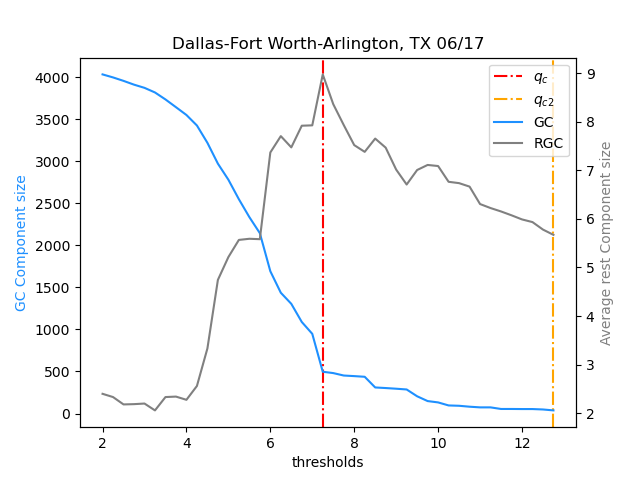 Dallas-Fort Worth-Arlington, TX 06/17
GC Component size
4000
3500
3000
2500
2000
1500
1000
500
0
9
8
7
6
5
4
3
2
Average rest Component size
q_c
q_{c2}
GC
RGC
2 4 6 8 10 12
thresholds